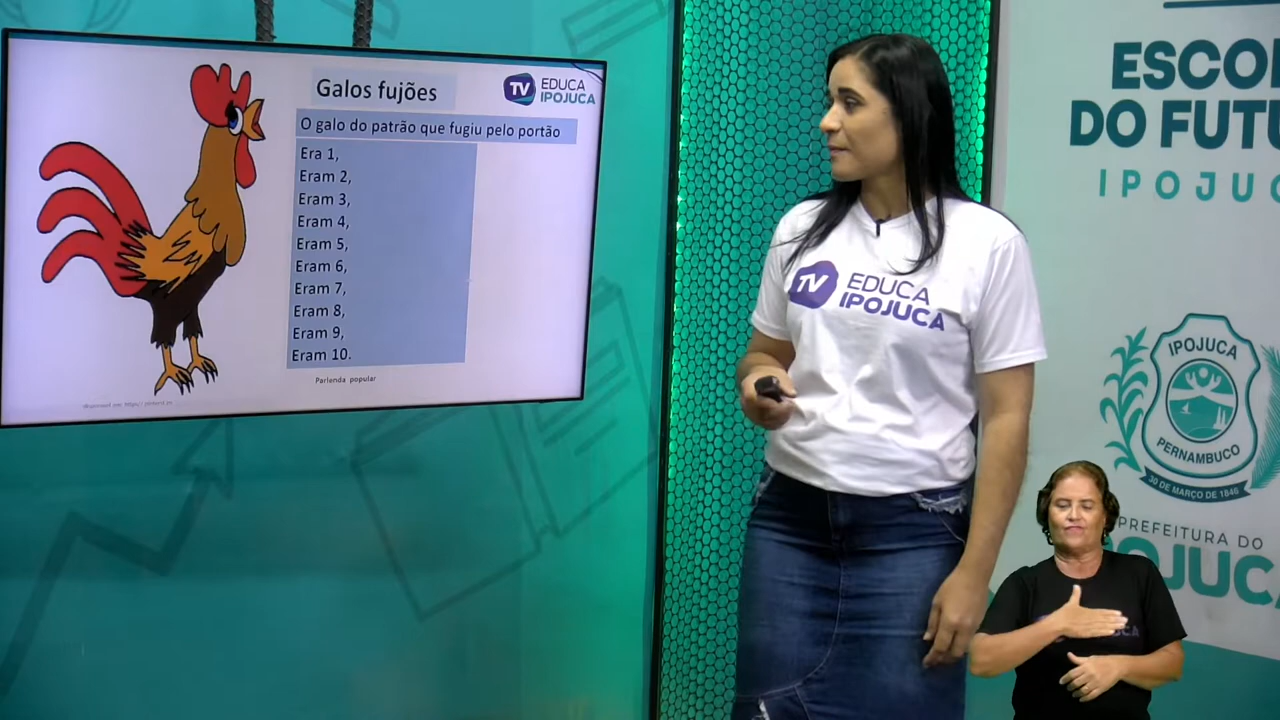 Galos fujões
TV EDUCA
IPOJUCA
O galo do patrão que fugiu pelo portão
Era 1,
Eram 2,
Eram 3,
Eram 4,
Eram 5,
Eram 6,
Eram 7,
Eram 8,
Eram 9,
Eram 10.
Parlenda popular
TV EDUCA
IPOJUCA
ESCOL
DO FUTU
IPOJUC
IPOJUCA
PERNAMBUCO
30 DE MARÇO DE 1846
PREFEITURA DO
OJUCA